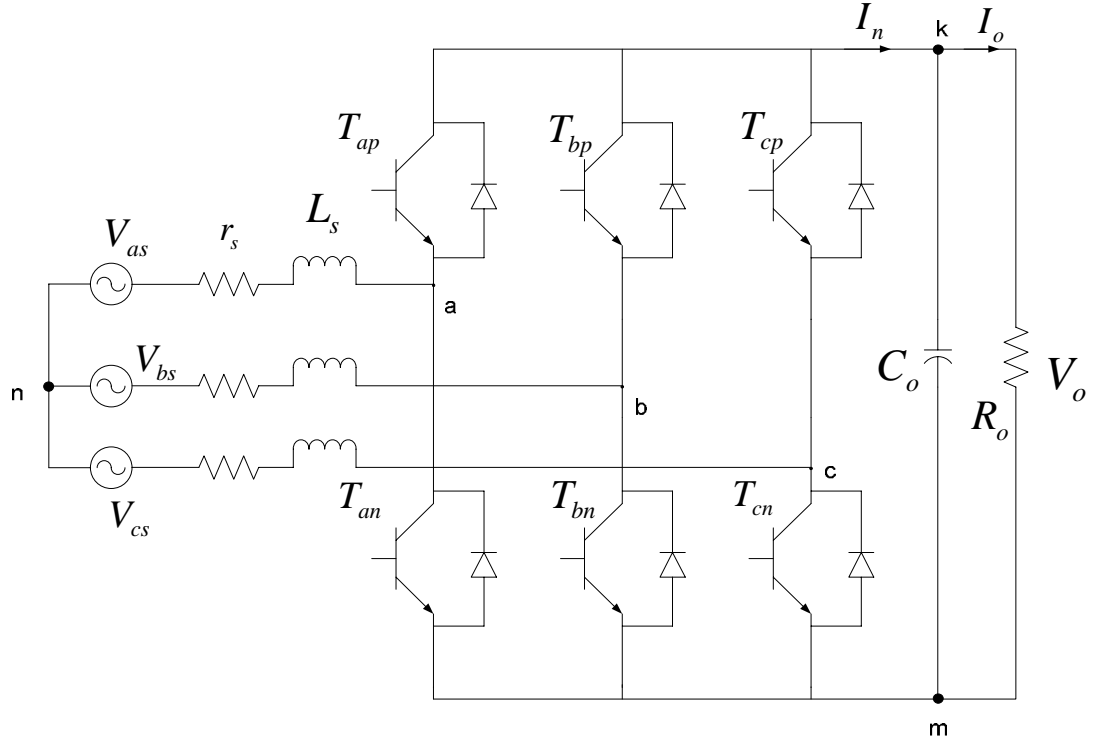 I_n
k
I_o
T_ap
T_bp
T_cp
V_as
r_s
L_s
a
V_bs
n
b
C_o
R_o
V_o
c
V_cs
T_an
T_bn
T_cn
m